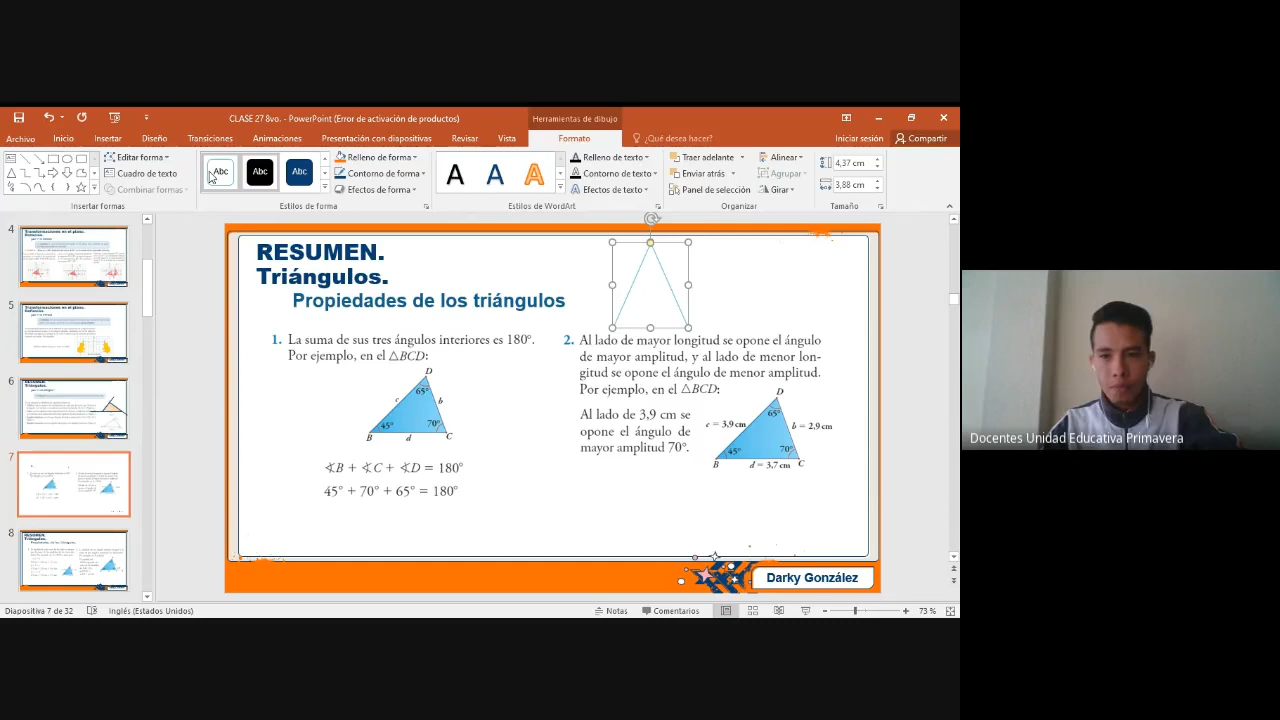 CLASE 27 8vo. - PowerPoint (Error de activación de productos)
Herramientas de dibujo
Archivo
Inicio
Insertar
Diseño
Transiciones
Animaciones
Presentación con diapositivas
Revisar
Vista
Formato
¿Qué desea hacer?
Iniciar sesión
Compartir
Editar forma
Cuadro de texto
Combinar formas
Insertar formas
Abc
Abc
Abc
Relleno de forma
Contorno de forma
Efectos de forma
Estilos de forma
A
A
A
Relleno de texto
Contorno de texto
Efectos de texto
Estilos de WordArt
Traer adelante
Enviar atrás
Panel de selección
Alinear
Agrupar
Girar
Organizar
4,37 cm
3,88 cm
Tamaño
4
5
6
7
8
RESUMEN.
Triángulos.
Propiedades de los triángulos
1. La suma de sus tres ángulos interiores es 180°.
Por ejemplo, en el △BCD:
D
65°
c
b
45°
70°
B
d
C
∢B + ∢C + ∢D = 180°
45° + 70° + 65° = 180°
2. Al lado de mayor longitud se opone el ángulo
de mayor amplitud, y al lado de menor lon-
gitud se opone el ángulo de menor amplitud.
Por ejemplo, en el △BCD:
Al lado de 3,9 cm se
opone el ángulo de
mayor amplitud 70°.
D
65°
c = 3,9 cm
b = 2,9 cm
45°
70°
B
d = 3,7 cm
C
Darky González
Diapositiva 7 de 32
Inglés (Estados Unidos)
Notas
Comentarios
73 %
Docentes Unidad Educativa Primavera